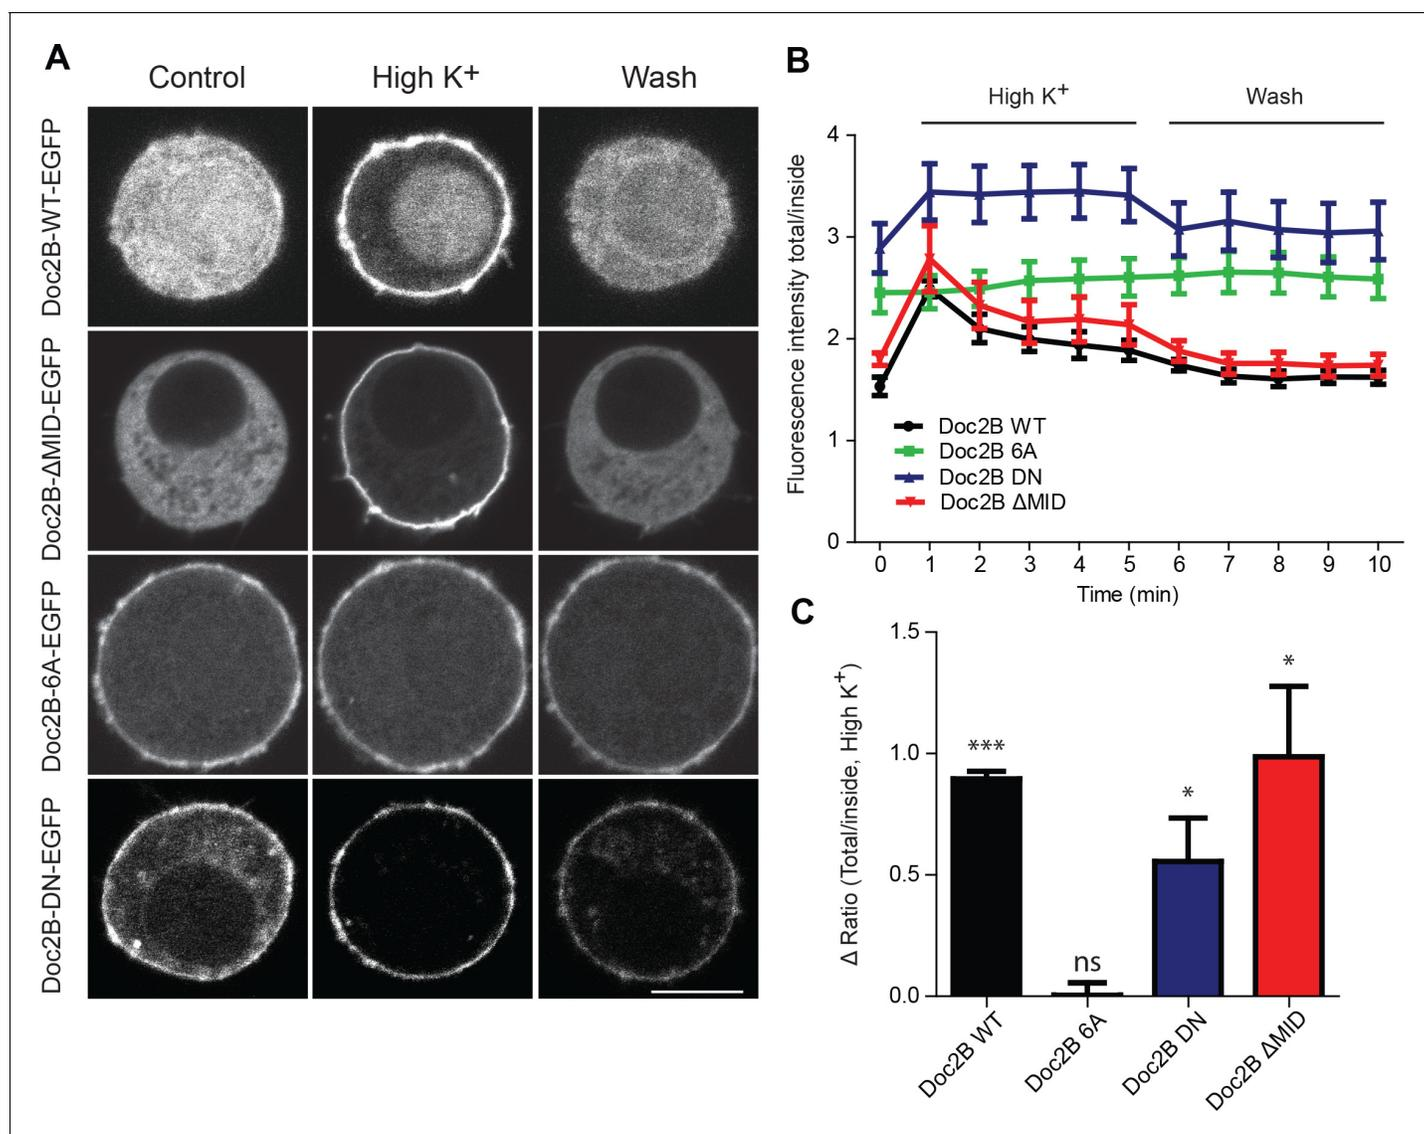 A
Control
High K+
Wash
Doc2B-WT-EGFP
Doc2B-ΔMID-EGFP
Doc2B-6A-EGFP
Doc2B-DN-EGFP
B
High K+
Wash
Fluorescence intensity total/inside
4
3
2
1
0
Doc2B WT
Doc2B 6A
Doc2B DN
Doc2B ΔMID
0 1 2 3 4 5 6 7 8 9 10
Time (min)
C
Δ Ratio (Total/inside, High K+)
1.5
1.0
0.5
0.0
***
ns
*
*
Doc2B WT
Doc2B 6A
Doc2B DN
Doc2B ΔMID